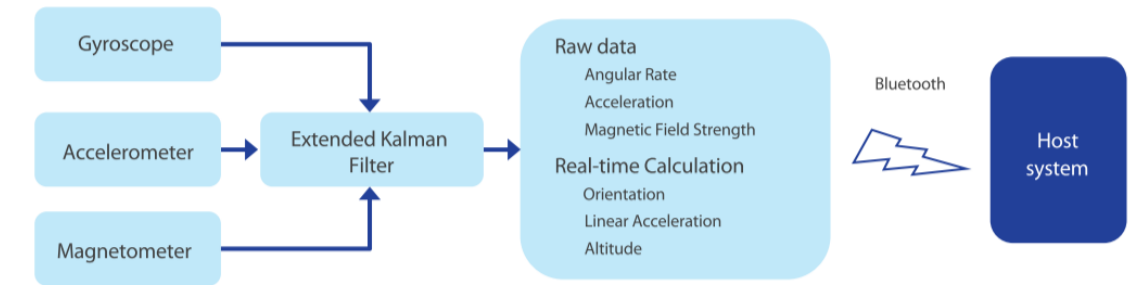 Gyroscope
Accelerometer
Magnetometer
Extended Kalman
Filter
Raw data
Angular Rate
Acceleration
Magnetic Field Strength
Real-time Calculation
Orientation
Linear Acceleration
Altitude
Bluetooth
Host
system